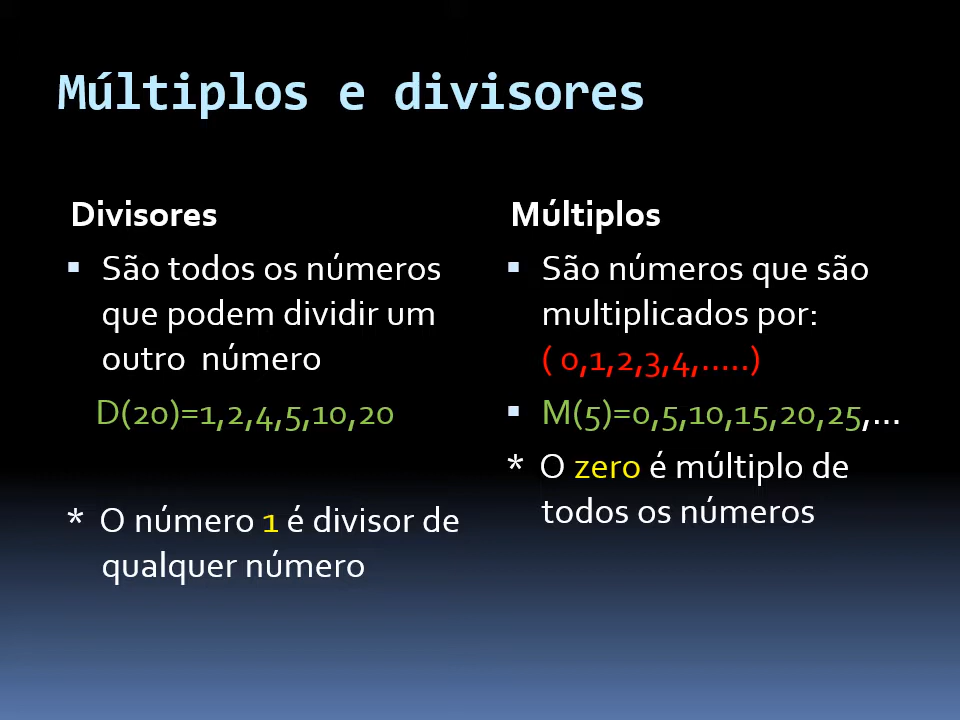 Múltiplos e divisores
Divisores
▪ São todos os números
que podem dividir um
outro  número
D(20)=1,2,4,5,10,20
* O número 1 é divisor de
qualquer número
Múltiplos
▪ São números que são
multiplicados por:
( 0,1,2,3,4,.....)
▪ M(5)=0,5,10,15,20,25,...
* O zero é múltiplo de
todos os números